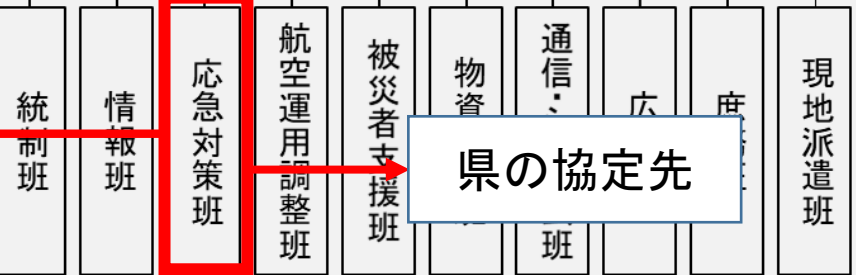 統制班
情報班
応急対策班
航空運用調整班
被災者支援班
物資
通信・
広
庶
現地派遣班
県の協定先